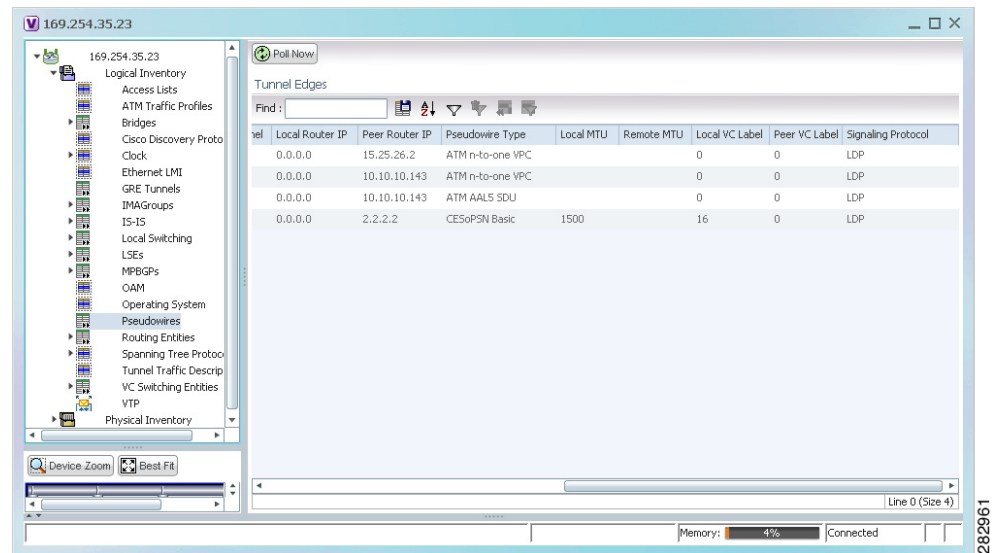 169.254.35.23
169.254.35.23
Logical Inventory
Access Lists
ATM Traffic Profiles
Bridges
Cisco Discovery Proto
Clock
Ethernet LMI
GRE Tunnels
IMAGroups
IS-IS
Local Switching
LSEs
MPBGPs
OAM
Operating System
Pseudowires
Routing Entities
Spanning Tree Protoco
Tunnel Traffic Descrip
VC Switching Entities
VTP
Physical Inventory
Device Zoom Best Fit
Poll Now
Tunnel Edges
Find :
nel Local Router IP Peer Router IP Pseudowire Type Local MTU Remote MTU Local VC Label Peer VC Label Signaling Protocol
0.0.0.0 15.25.26.2 ATM n-to-one VPC 0 0 LDP
0.0.0.0 10.10.10.143 ATM n-to-one VPC 0 0 LDP
0.0.0.0 10.10.10.143 ATM AAL5 SDU 0 0 LDP
0.0.0.0 2.2.2.2 CESoPSN Basic 1500 16 0 LDP
Line 0 (Size 4)
Memory: 4% Connected
282961